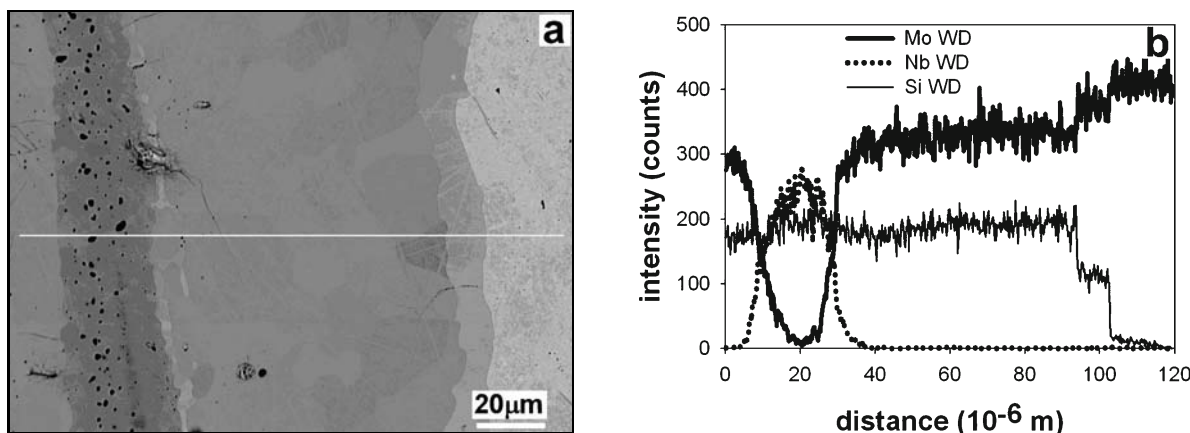 a
20μm
b
Mo WD
Nb WD
Si WD
500
400
300
200
100
0
intensity (counts)
0 20 40 60 80 100 120
distance (10-6 m)